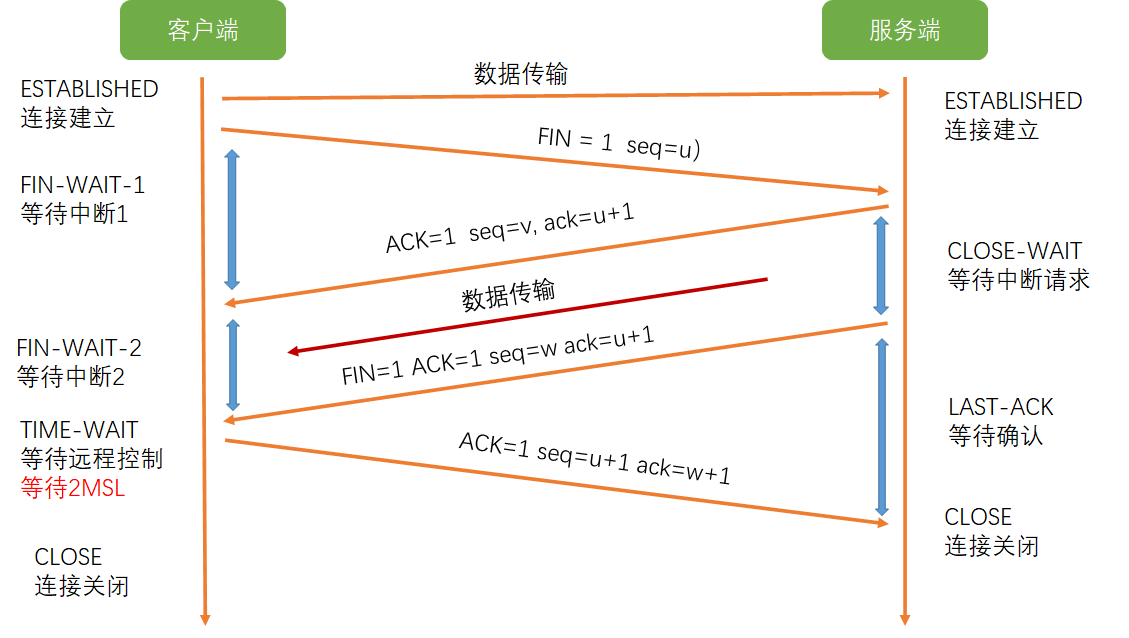 客户端
服务端
数据传输
ESTABLISHED
连接建立
ESTABLISHED
连接建立
FIN = 1  seq=u)
FIN-WAIT-1
等待中断1
ACK=1  seq=v, ack=u+1
CLOSE-WAIT
等待中断请求
数据传输
FIN=1 ACK=1 seq=w ack=u+1
FIN-WAIT-2
等待中断2
LAST-ACK
等待确认
TIME-WAIT
等待远程控制
等待2MSL
ACK=1 seq=u+1 ack=w+1
CLOSE
连接关闭
CLOSE
连接关闭